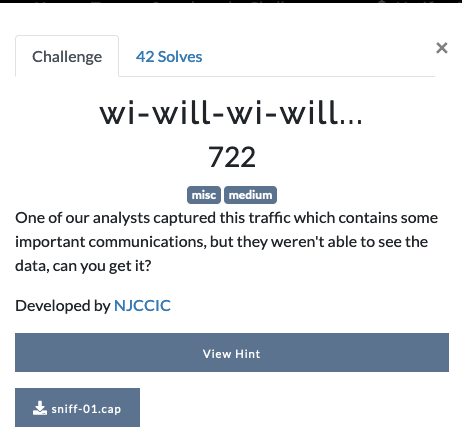 Challenge
42 Solves
×
wi-will-wi-will...
722
misc medium
One of our analysts captured this traffic which contains some
important communications, but they weren't able to see the
data, can you get it?
Developed by NJCCIC
View Hint
sniff-01.cap